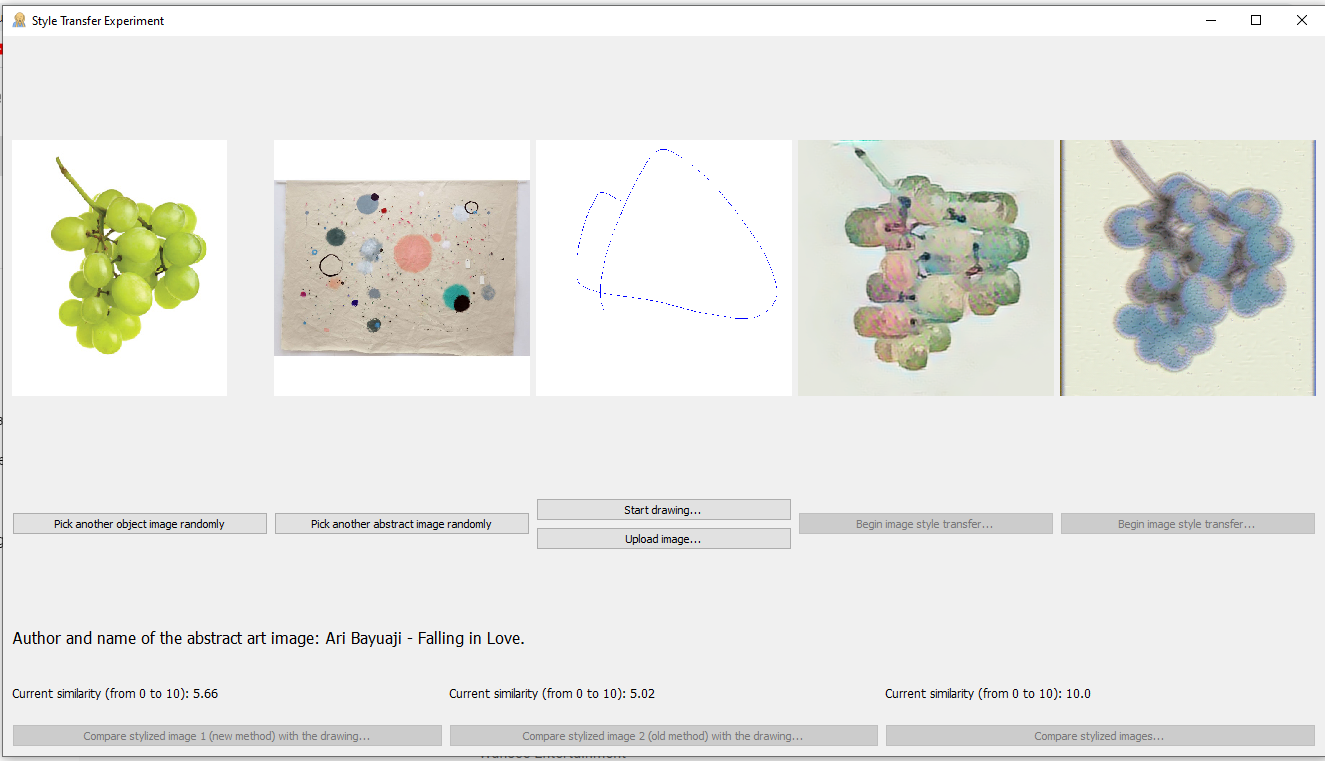 Style Transfer Experiment
Pick another object image randomly
Pick another abstract image randomly
Start drawing...
Upload image...
Begin image style transfer...
Begin image style transfer...
Author and name of the abstract art image: Ari Bayuaji - Falling in Love.
Current similarity (from 0 to 10): 5.66
Current similarity (from 0 to 10): 5.02
Current similarity (from 0 to 10): 10.0
Compare stylized image 1 (new method) with the drawing...
Compare stylized image 2 (old method) with the drawing...
Compare stylized images...